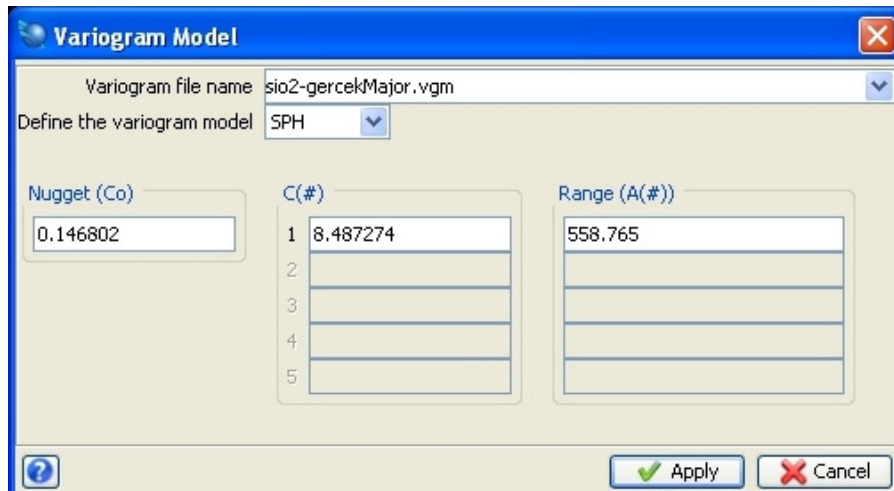 Variogram Model
Variogram file name sio2-gercekMajor.vgm
Define the variogram model SPH
Nugget (Co) C(#) Range (A(#))
0.146802 1 8.487274 558.765
2
3
4
5
? Apply Cancel